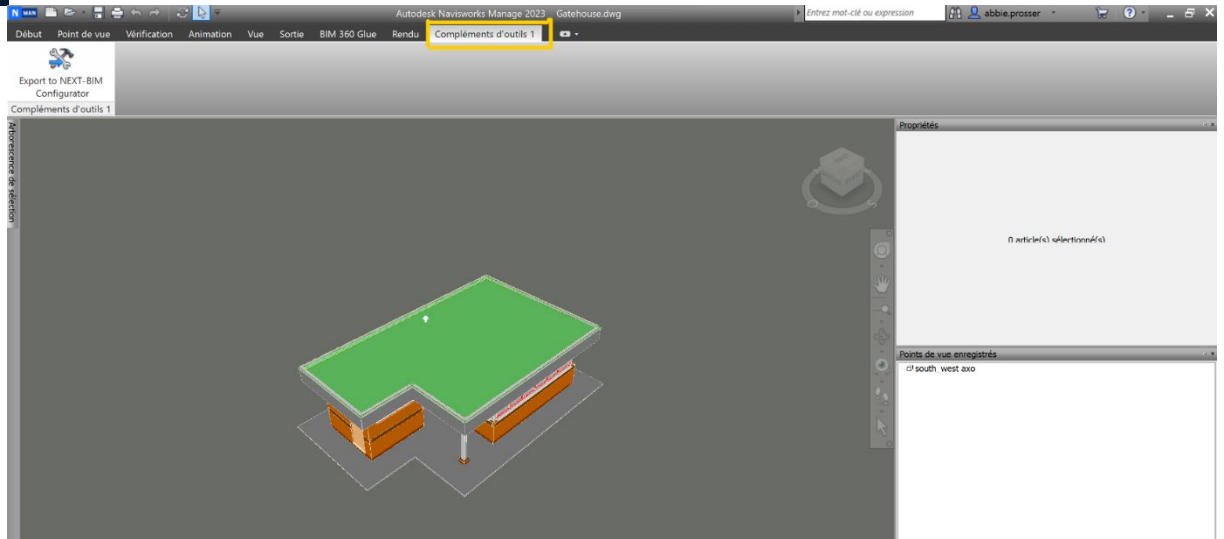 N MAN Autodesk Navisworks Manage 2023 Gatehouse.dwg Entrez mot-clé ou expression abbie.prosser ?
Début Point de vue Vérification Animation Vue Sortie BIM 360 Glue Rendu Compléments d'outils 1
Export to NEXT-BIM
Configurator
Compléments d'outils 1
Arborescence de sélection
Propriétés
0 article(s) sélectionné(s)
Points de vue enregistrés
south_west axo